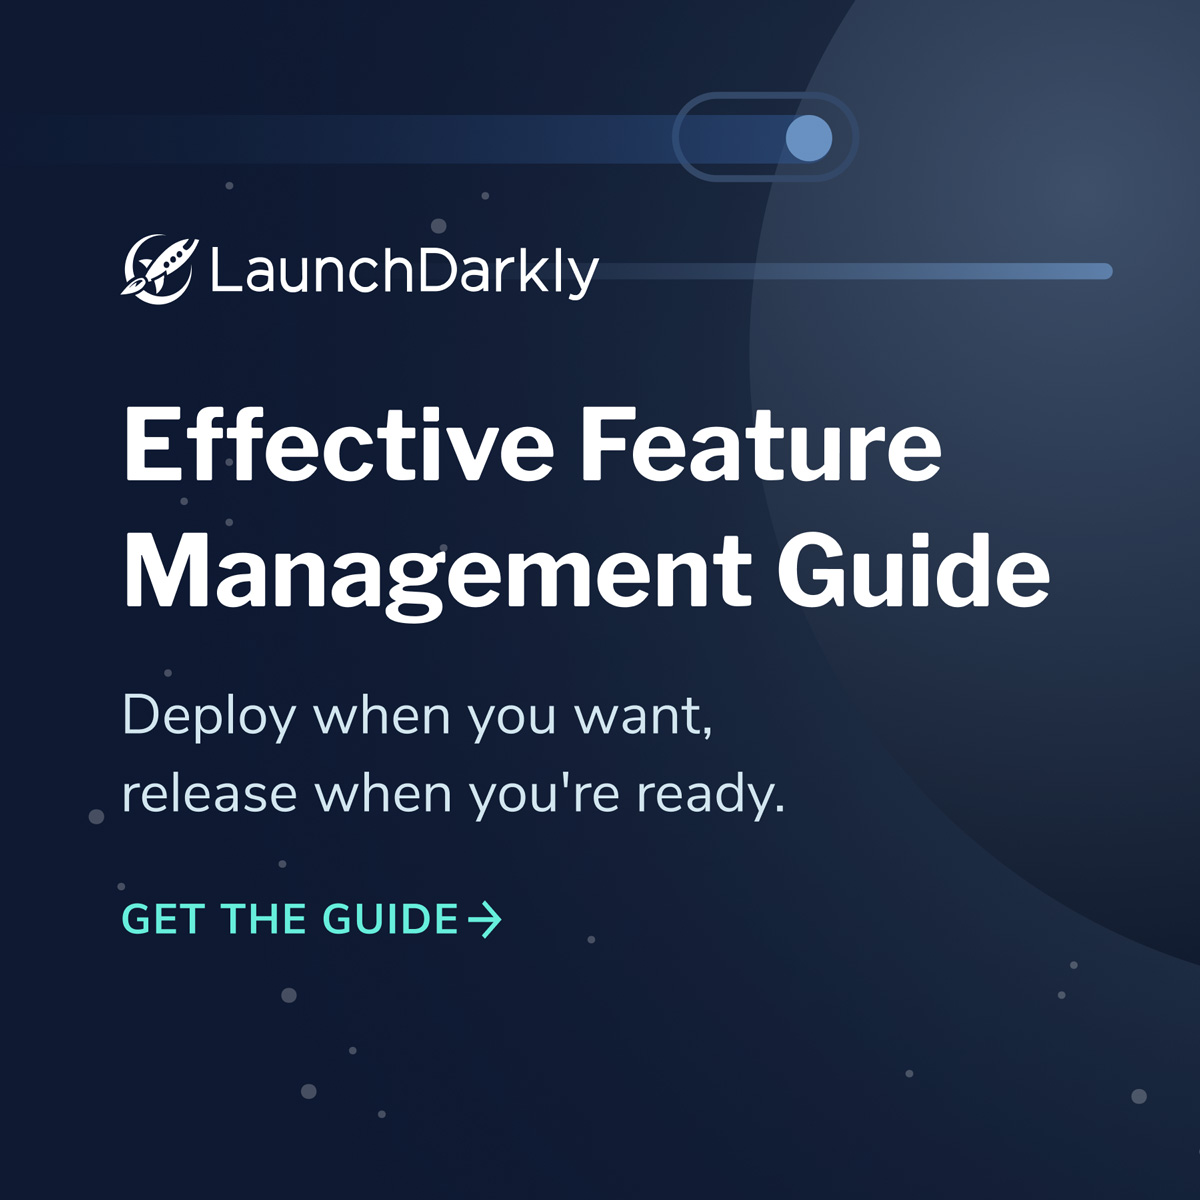 LaunchDarkly
Effective Feature
Management Guide
Deploy when you want,
release when you're ready.
GET THE GUIDE→